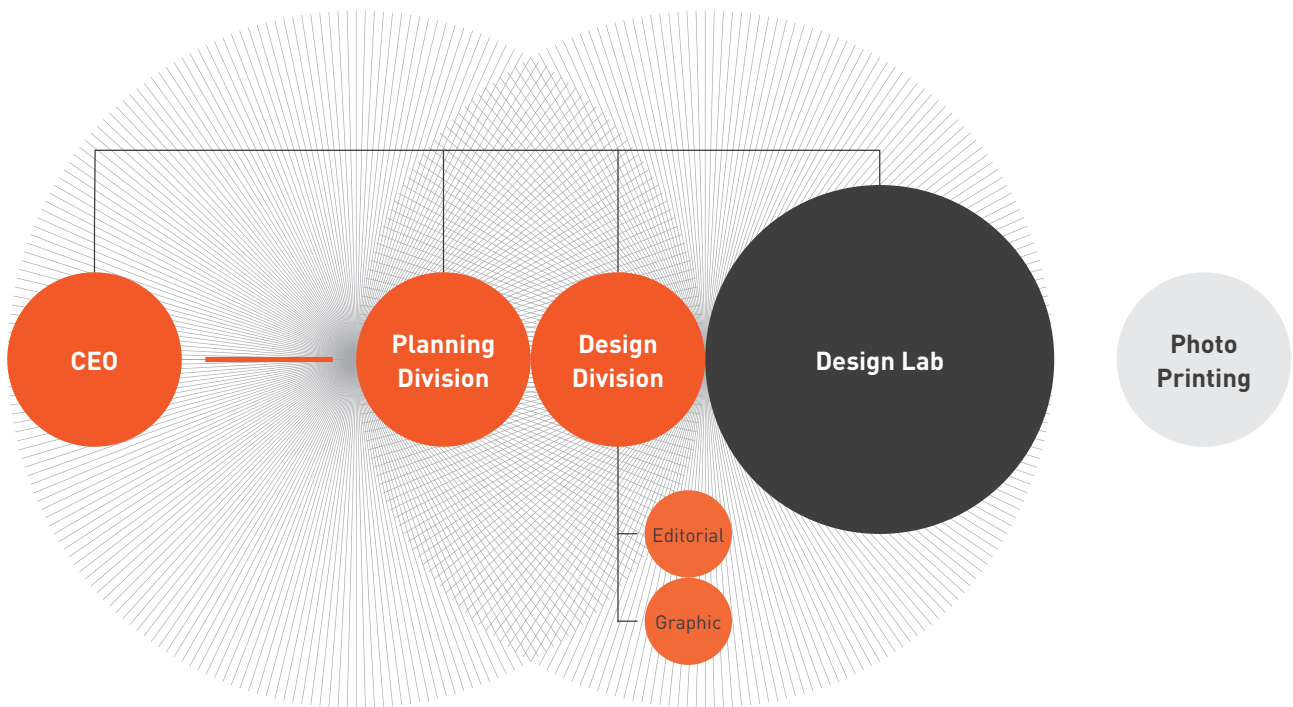 CEO
Planning
Division
Design
Division
Design Lab
Photo
Printing
Editorial
Graphic